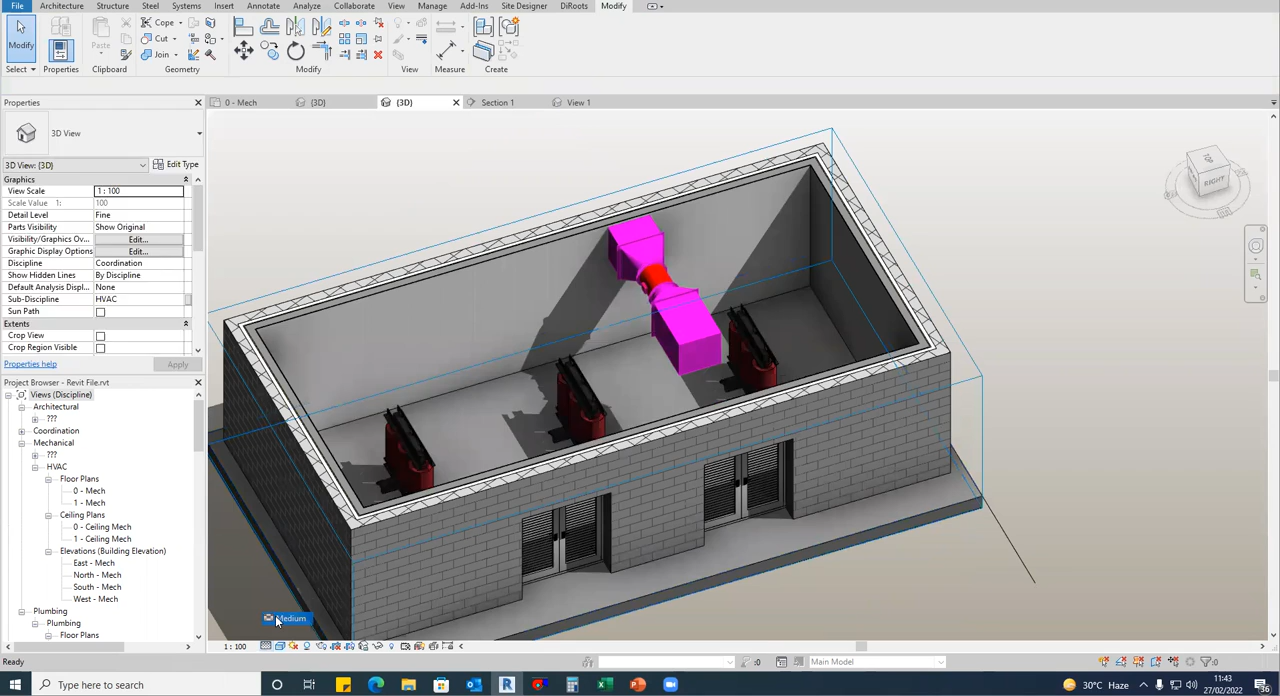 File Architecture Structure Steel Systems Insert Annotate Analyze Collaborate View Manage Add-Ins Site Designer DiRoots Modify
Modify Paste Cope Cut Join
Select Properties Clipboard Geometry Modify View Measure Create
Properties
0 - Mech {3D} {3D} Section 1 View 1
3D View
3D View: {3D} Edit Type
Graphics
View Scale 1 : 100
Scale Value 1: 100
Detail Level Fine
Parts Visibility Show Original
Visibility/Graphics Ov... Edit...
Graphic Display Options Edit...
Discipline Coordination
Show Hidden Lines By Discipline
Default Analysis Displ... None
Sub-Discipline HVAC
Sun Path
Extents
Crop View
Crop Region Visible
Properties help Apply
Project Browser - Revit File.rvt
Views (Discipline)
Architectural
???
Coordination
Mechanical
???
HVAC
Floor Plans
0 - Mech
1 - Mech
Ceiling Plans
0 - Ceiling Mech
1 - Ceiling Mech
Elevations (Building Elevation)
East - Mech
North - Mech
South - Mech
West - Mech
Plumbing
Plumbing
Floor Plans
TOP
RIGHT
Medium
1 : 100
Ready :0 Main Model :0
Type here to search
30°C Haze
11:43
27/02/2022